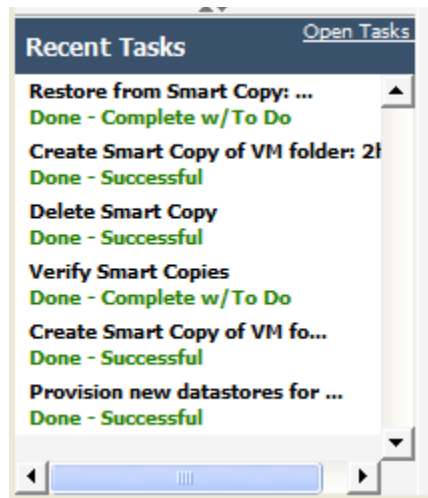 Open Tasks
Recent Tasks
Restore from Smart Copy: ...
Done - Complete w/To Do
Create Smart Copy of VM folder: 2h
Done - Successful
Delete Smart Copy
Done - Successful
Verify Smart Copies
Done - Complete w/To Do
Create Smart Copy of VM fo...
Done - Successful
Provision new datastores for ...
Done - Successful